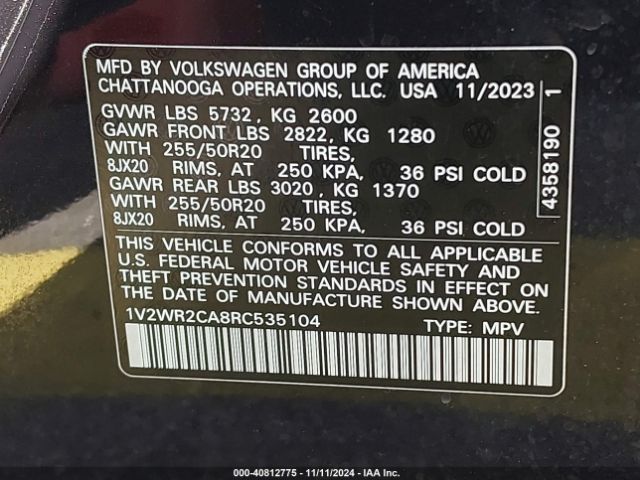 MFD BY VOLKSWAGEN GROUP OF AMERICA
CHATTANOOGA OPERATIONS, LLC. USA 11/2023
GVWR LBS 5732, KG 2600
GAWR FRONT LBS 2822, KG 1280
WITH 255/50R20 TIRES,
8JX20 RIMS, AT 250 KPA, 36 PSI COLD
GAWR REAR LBS 3020, KG 1370
WITH 255/50R20 TIRES,
8JX20 RIMS, AT 250 KPA, 36 PSI COLD
THIS VEHICLE CONFORMS TO ALL APPLICABLE
U.S. FEDERAL MOTOR VEHICLE SAFETY AND
THEFT PREVENTION STANDARDS IN EFFECT ON
THE DATE OF MANUFACTURE SHOWN ABOVE.
1V2WR2CA8RC535104 TYPE: MPV
4358190 1
000-40812775 - 11/11/2024 - IAA Inc.